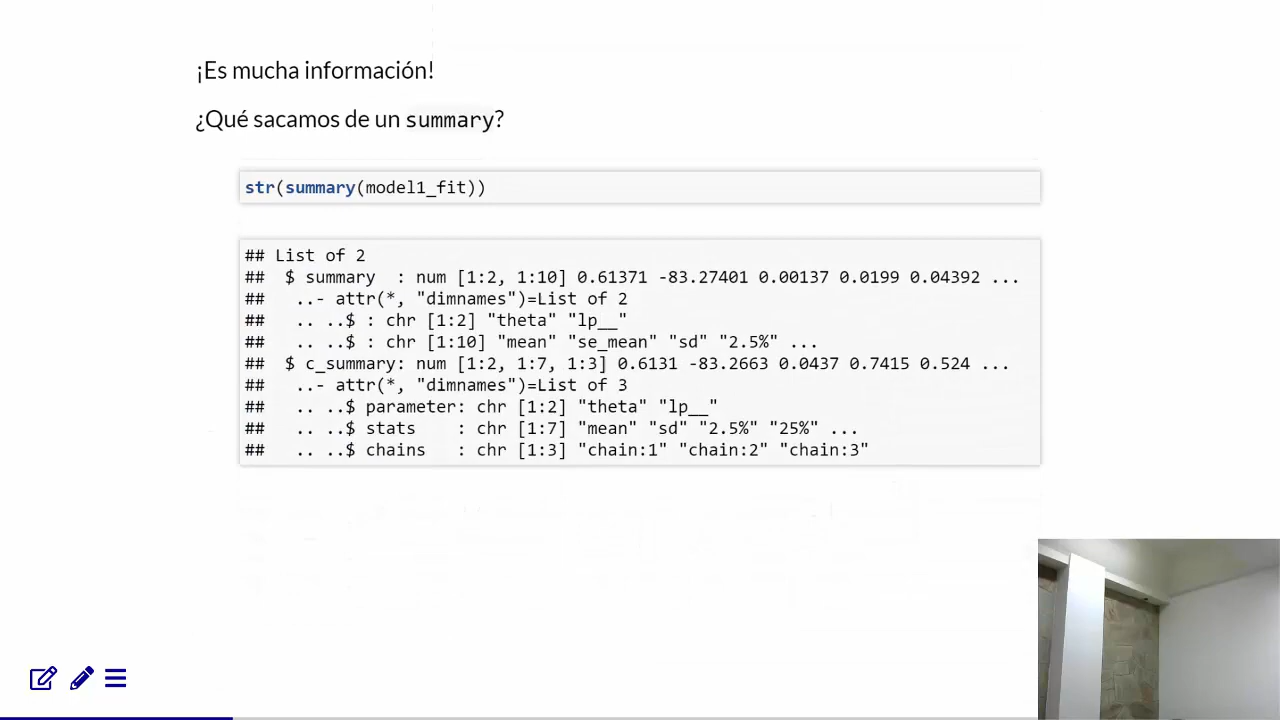 ¡Es mucha información!
¿Qué sacamos de un summary?
str(summary(model1_fit))
## List of 2
##  $ summary  : num [1:2, 1:10] 0.61371 -83.27401 0.00137 0.0199 0.04392 ...
##   ..- attr(*, "dimnames")=List of 2
##   .. ..$ : chr [1:2] "theta" "lp__"
##   .. ..$ : chr [1:10] "mean" "se_mean" "sd" "2.5%" ...
##  $ c_summary: num [1:2, 1:7, 1:3] 0.6131 -83.2663 0.0437 0.7415 0.524 ...
##   ..- attr(*, "dimnames")=List of 3
##   .. ..$ parameter: chr [1:2] "theta" "lp__"
##   .. ..$ stats    : chr [1:7] "mean" "sd" "2.5%" "25%" ...
##   .. ..$ chains   : chr [1:3] "chain:1" "chain:2" "chain:3"